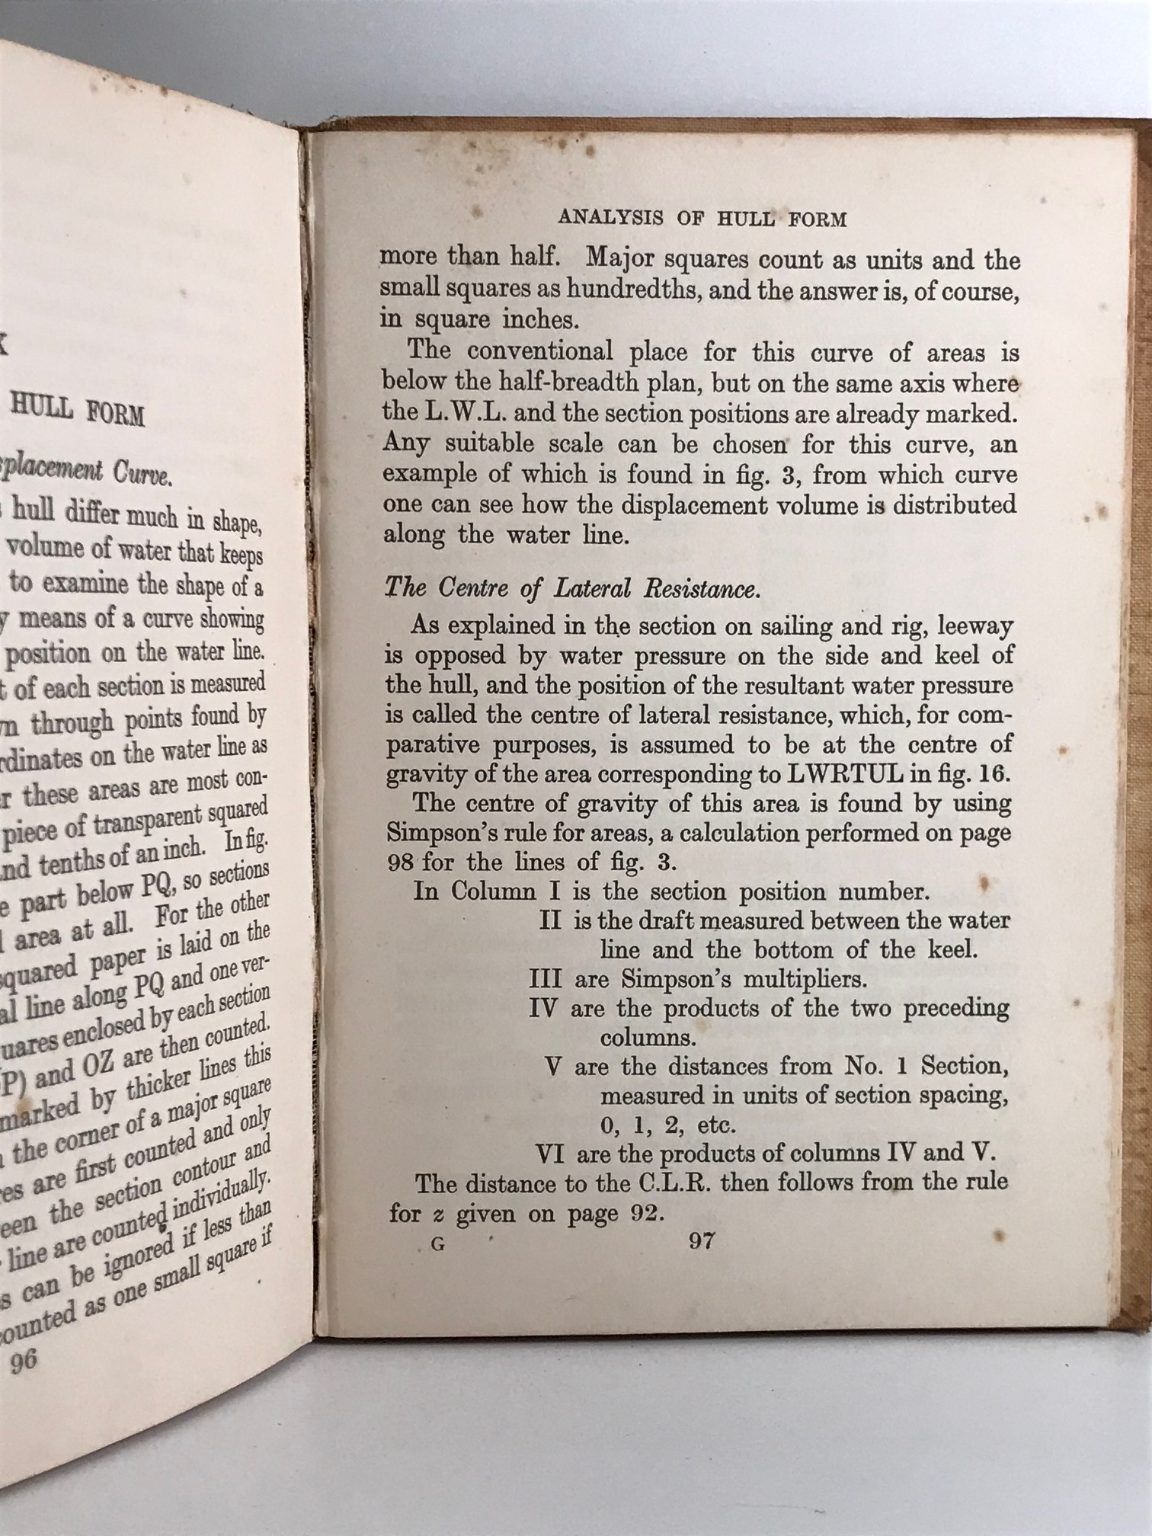 HULL FORM
Curve.
hull differ much in shape,
volume of water that keeps
to examine the shape of a
means of a curve showing
position on the water line.
of each section is measured
through points found by
on the water line as
these areas are most con-
piece of transparent squared
tenths of an inch. In fig.
part below PQ, so sections
area at all. For the other
paper is laid on the
line along PQ and one ver-
enclosed by each section
and OZ are then counted.
marked by thicker lines this
the corner of a major square
are first counted and only
the section contour and
line are counted individually.
can be ignored if less than
as one small square if
96
ANALYSIS OF HULL FORM
more than half. Major squares count as units and the
small squares as hundredths, and the answer is, of course,
in square inches.
The conventional place for this curve of areas is
below the half-breadth plan, but on the same axis where
the L.W.L. and the section positions are already marked.
Any suitable scale can be chosen for this curve, an
example of which is found in fig. 3, from which curve
one can see how the displacement volume is distributed
along the water line.
The Centre of Lateral Resistance.
As explained in the section on sailing and rig, leeway
is opposed by water pressure on the side and keel of
the hull, and the position of the resultant water pressure
is called the centre of lateral resistance, which, for com-
parative purposes, is assumed to be at the centre of
gravity of the area corresponding to LWRTUL in fig. 16.
The centre of gravity of this area is found by using
Simpson's rule for areas, a calculation performed on page
98 for the lines of fig. 3.
In Column I is the section position number.
II is the draft measured between the water
line and the bottom of the keel.
III are Simpson's multipliers.
IV are the products of the two preceding
columns.
V are the distances from No. 1 Section,
measured in units of section spacing,
0, 1, 2, etc.
VI are the products of columns IV and V.
The distance to the C.L.R. then follows from the rule
for z given on page 92.
G 97